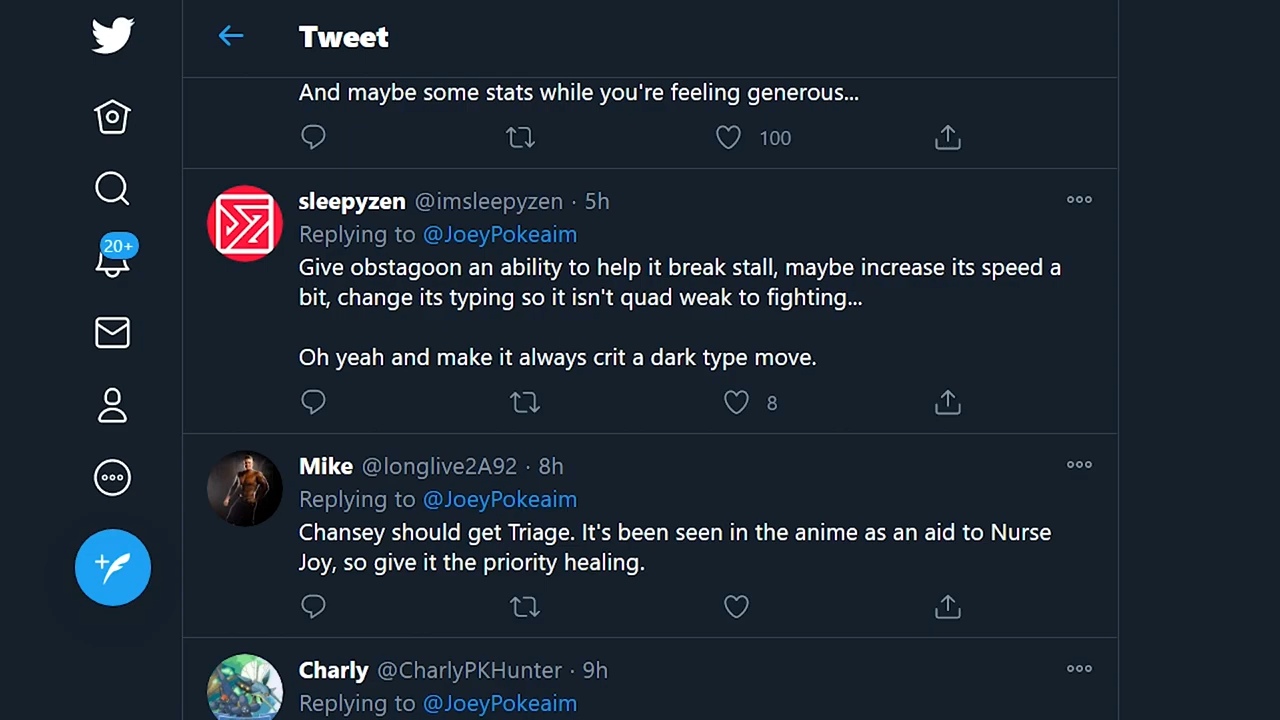 Tweet
And maybe some stats while you're feeling generous...
100
20+
sleepyzen @imsleepyzen · 5h
Replying to @JoeyPokeaim
Give obstagoon an ability to help it break stall, maybe increase its speed a
bit, change its typing so it isn't quad weak to fighting...
Oh yeah and make it always crit a dark type move.
8
Mike @longlive2A92 · 8h
Replying to @JoeyPokeaim
Chansey should get Triage. It's been seen in the anime as an aid to Nurse
Joy, so give it the priority healing.
Charly @CharlyPKHunter · 9h
Replying to @JoeyPokeaim